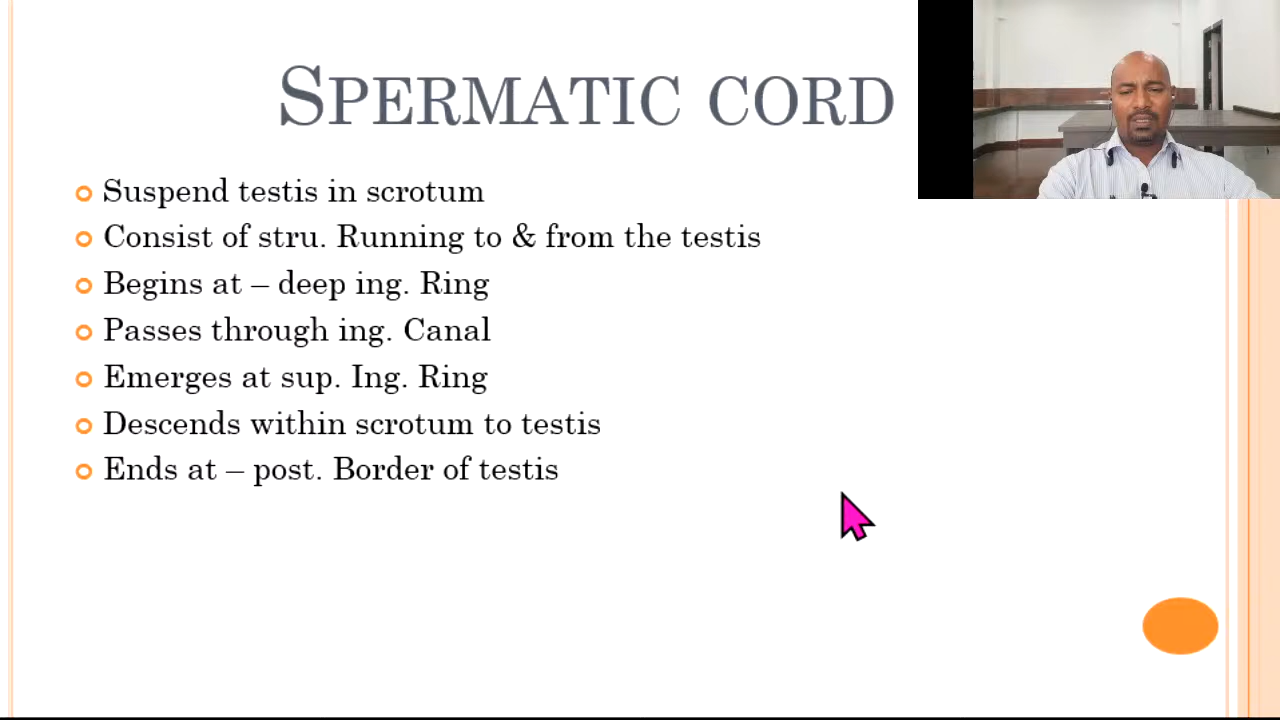 SPERMATIC CORD
Suspend testis in scrotum
Consist of stru. Running to & from the testis
Begins at – deep ing. Ring
Passes through ing. Canal
Emerges at sup. Ing. Ring
Descends within scrotum to testis
Ends at – post. Border of testis